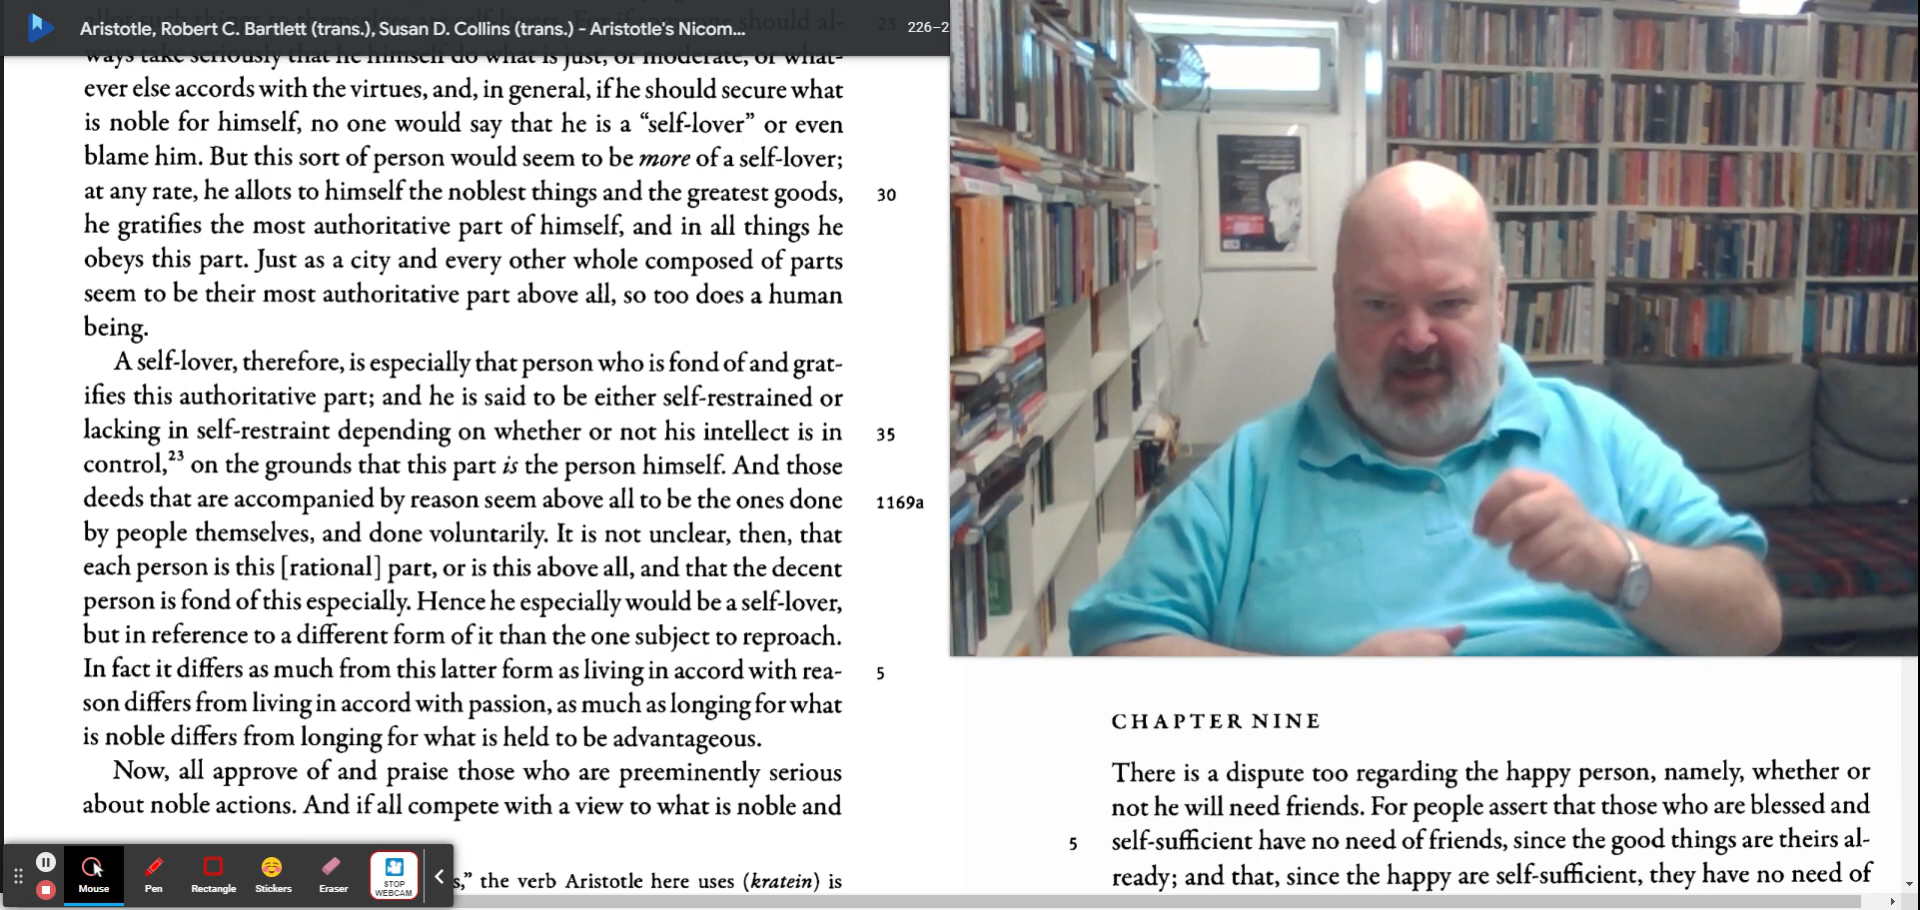 Aristotle, Robert C. Bartlett (trans.), Susan D. Collins (trans.) - Aristotle's Nicom...
226–2
25
ways take seriously that he himself do what is just, or moderate, or what-
ever else accords with the virtues, and, in general, if he should secure what
is noble for himself, no one would say that he is a “self-lover” or even
blame him. But this sort of person would seem to be more of a self-lover;
at any rate, he allots to himself the noblest things and the greatest goods,
30
he gratifies the most authoritative part of himself, and in all things he
obeys this part. Just as a city and every other whole composed of parts
seem to be their most authoritative part above all, so too does a human
being.
A self-lover, therefore, is especially that person who is fond of and grat-
ifies this authoritative part; and he is said to be either self-restrained or
lacking in self-restraint depending on whether or not his intellect is in
35
control,²³ on the grounds that this part is the person himself. And those
deeds that are accompanied by reason seem above all to be the ones done
1169a
by people themselves, and done voluntarily. It is not unclear, then, that
each person is this [rational] part, or is this above all, and that the decent
person is fond of this especially. Hence he especially would be a self-lover,
but in reference to a different form of it than the one subject to reproach.
In fact it differs as much from this latter form as living in accord with rea-
5
son differs from living in accord with passion, as much as longing for what
is noble differs from longing for what is held to be advantageous.
Now, all approve of and praise those who are preeminently serious
about noble actions. And if all compete with a view to what is noble and
s,” the verb Aristotle here uses (kratein) is
Mouse
Pen
Rectangle
Stickers
Eraser
STOP
WEBCAM
CHAPTER NINE
There is a dispute too regarding the happy person, namely, whether or
not he will need friends. For people assert that those who are blessed and
5
self-sufficient have no need of friends, since the good things are theirs al-
ready; and that, since the happy are self-sufficient, they have no need of